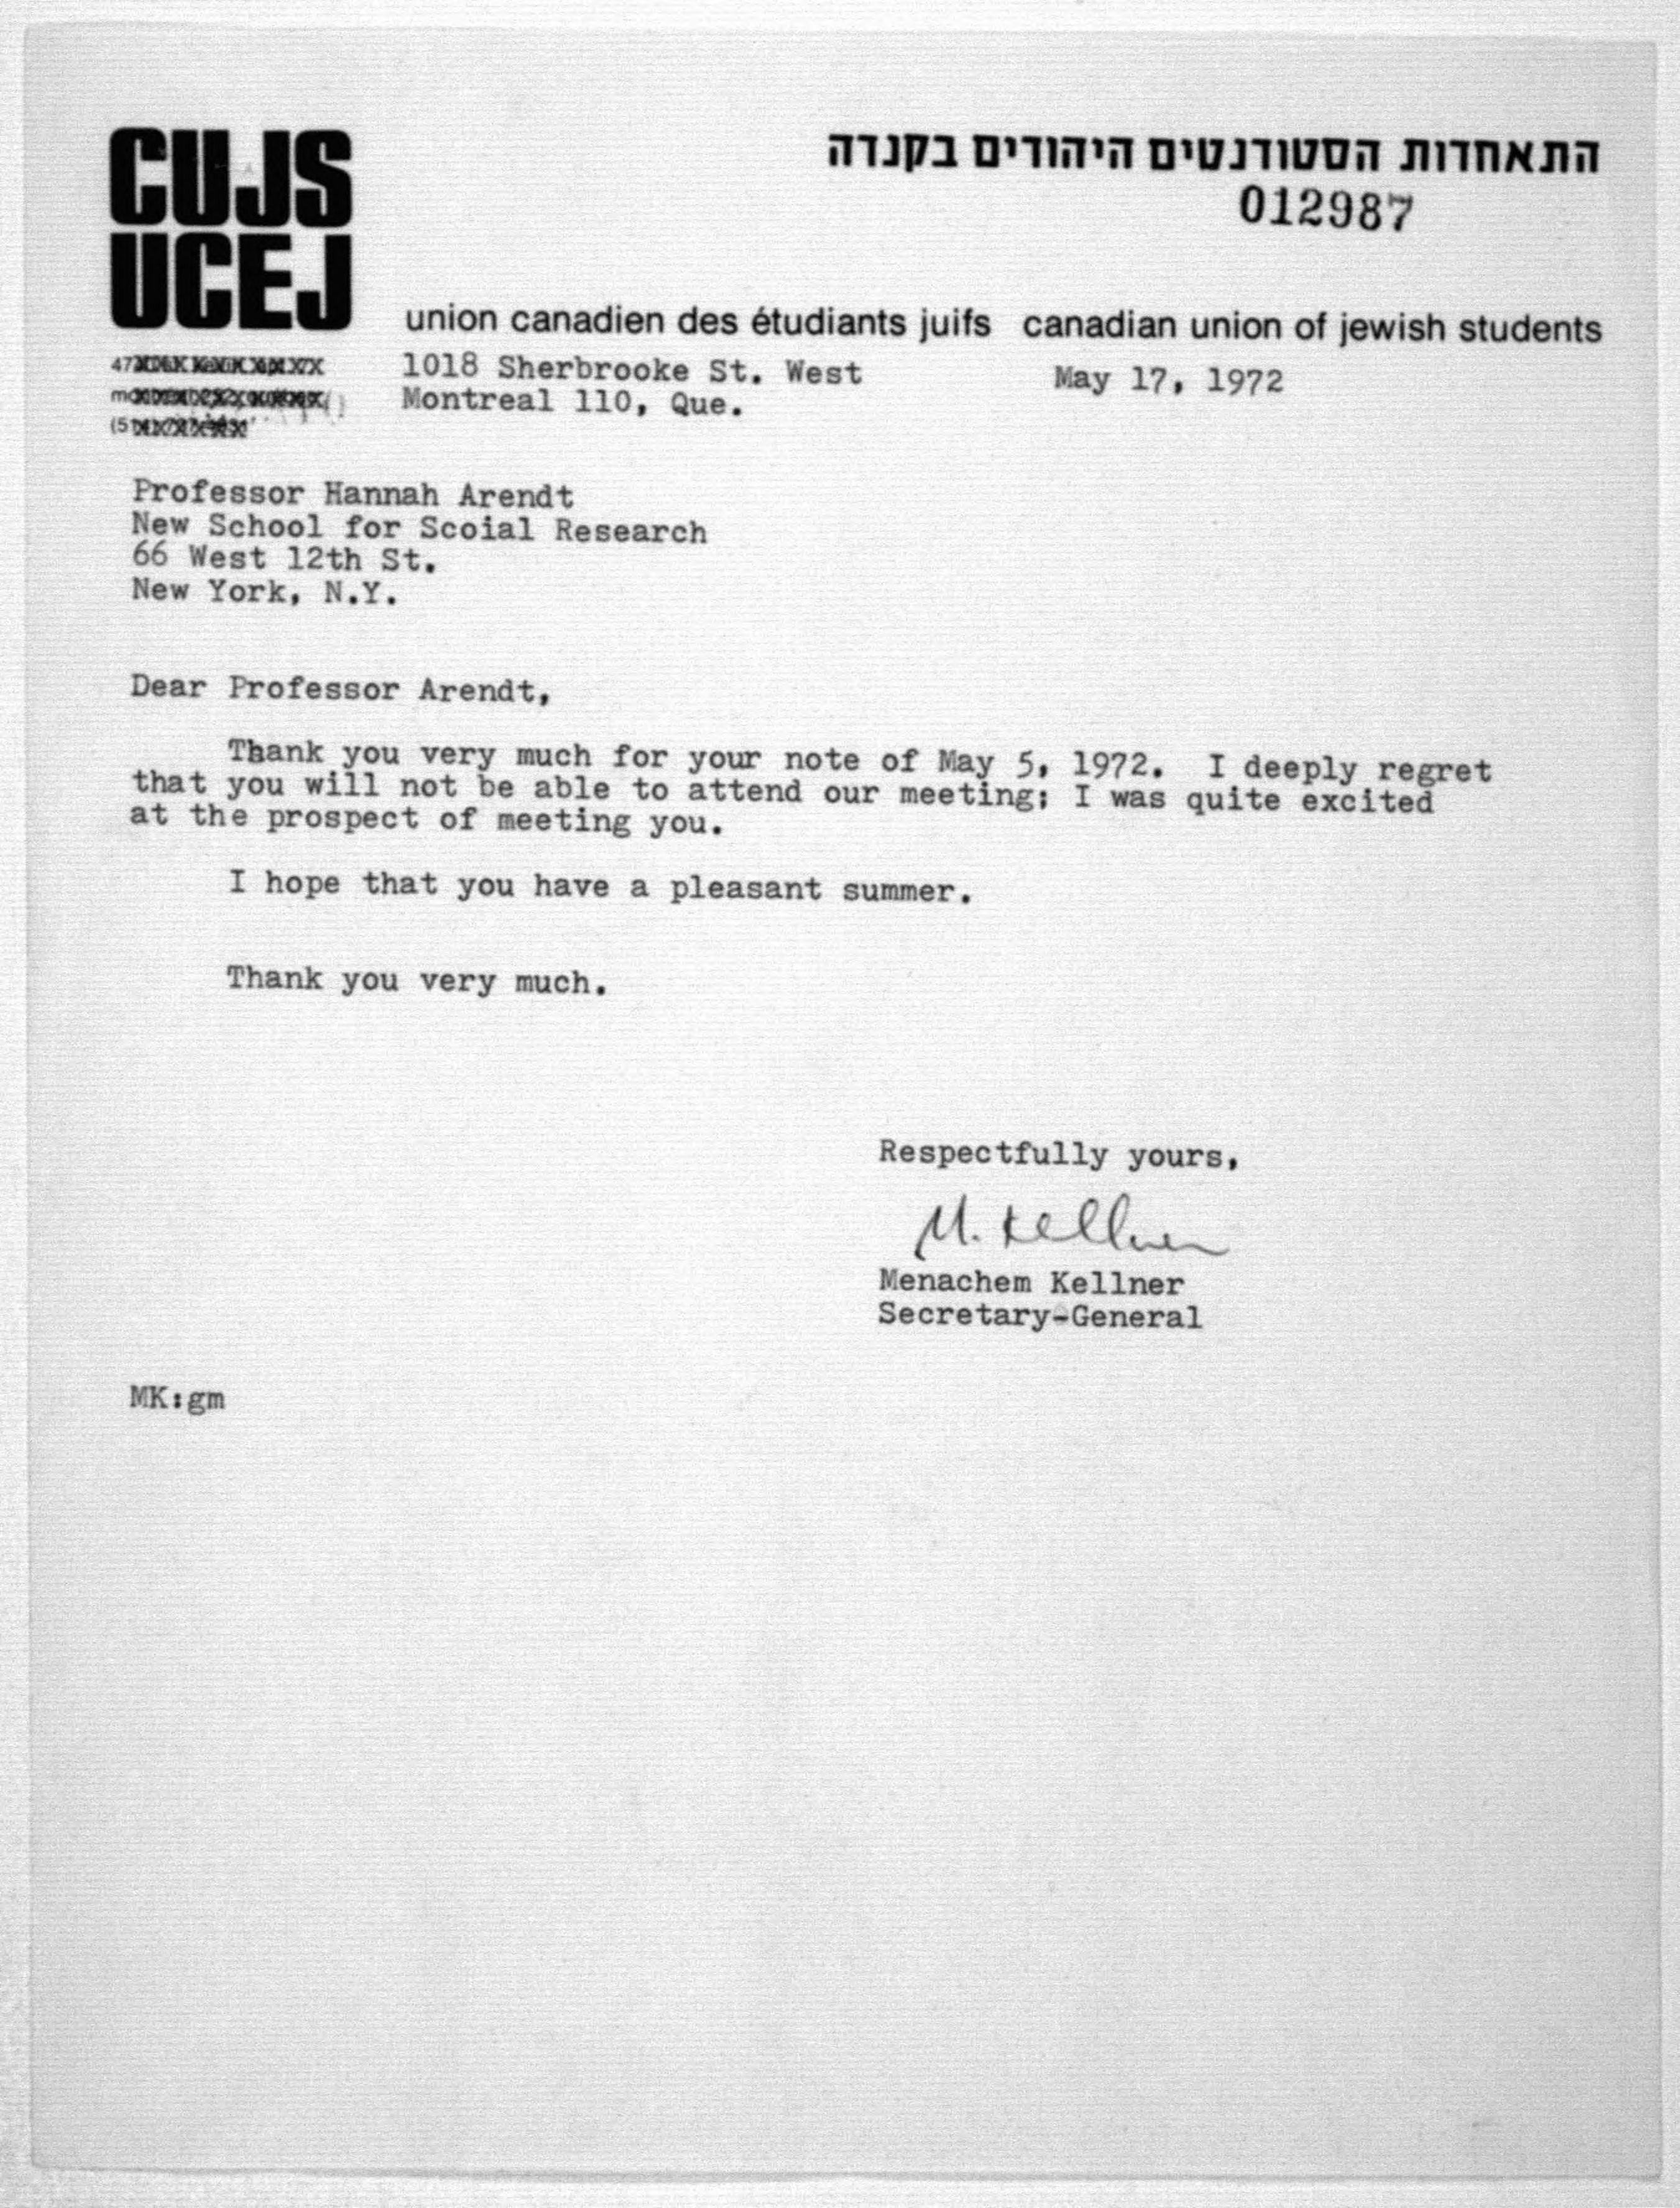 CUJS
UCEJ
התאחדות הסטודנטים היהודים בקנדה
012987
union canadien des étudiants juifs canadian union of jewish students
1018 Sherbrooke St. West May 17, 1972
Montreal 110, Que.
Professor Hannah Arendt
New School for Scoial Research
66 West 12th St.
New York, N.Y.
Dear Professor Arendt,
Thank you very much for your note of May 5, 1972. I deeply regret
that you will not be able to attend our meeting; I was quite excited
at the prospect of meeting you.
I hope that you have a pleasant summer.
Thank you very much.
Respectfully yours,
M. Kellner
Menachem Kellner
Secretary-General
MK:gm